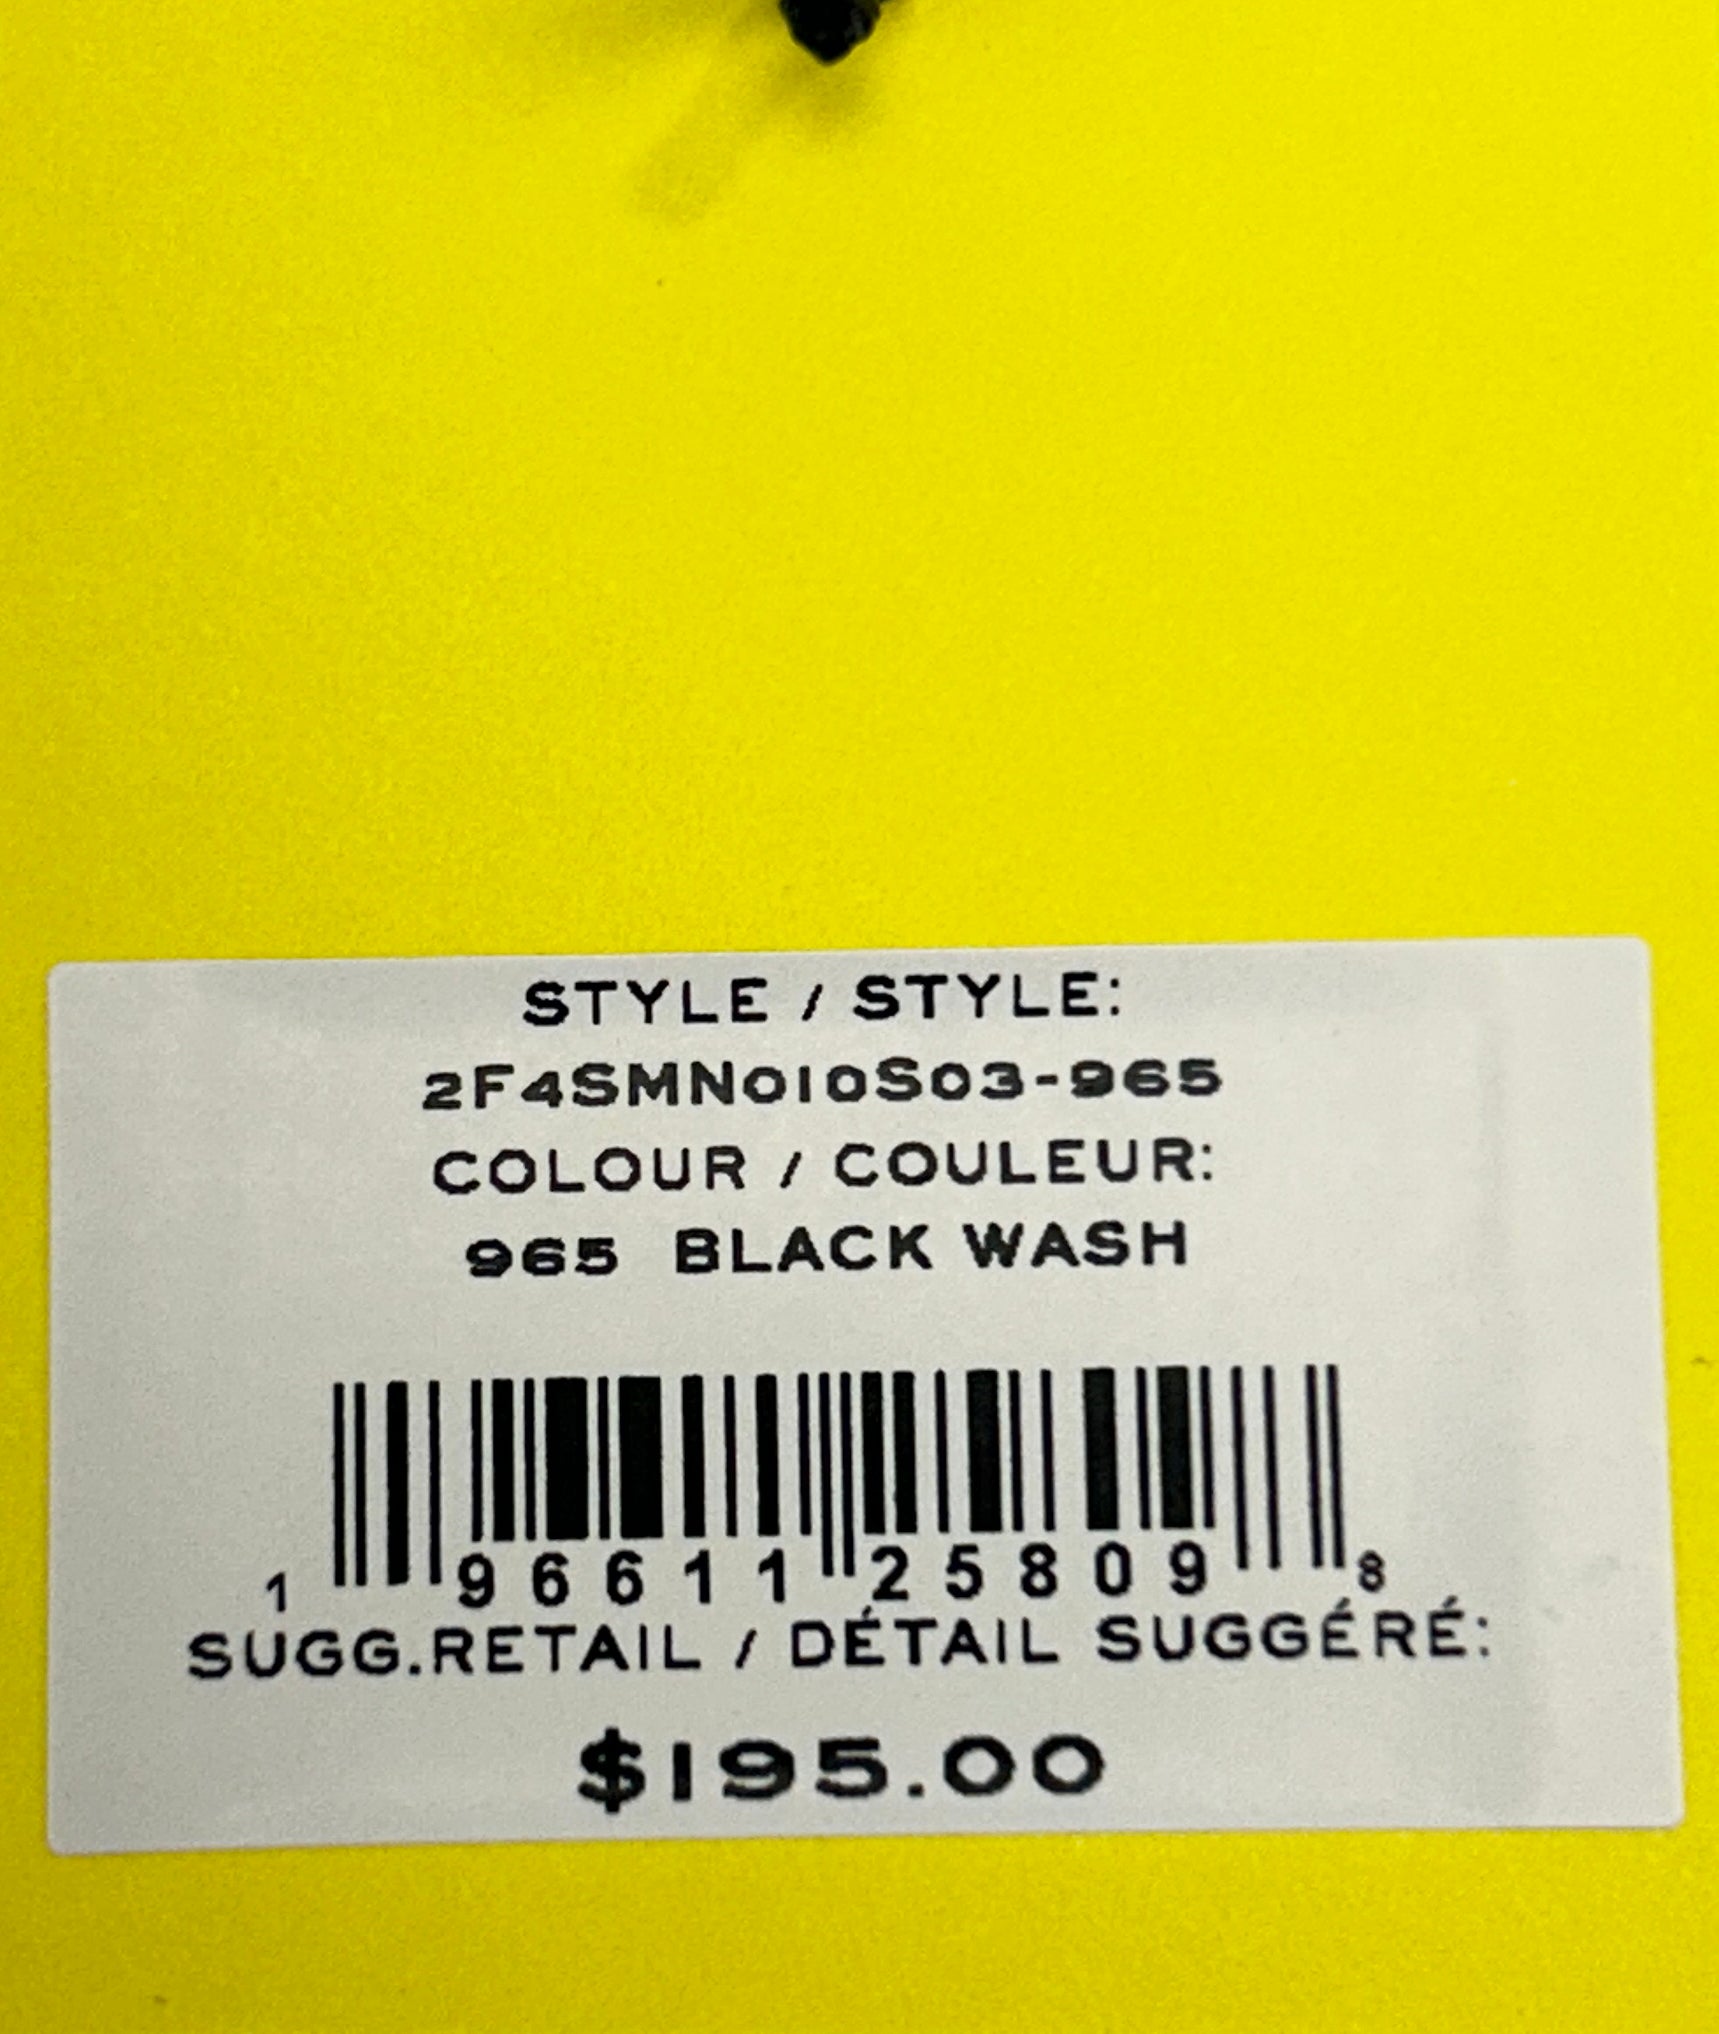 STYLE / STYLE:
2F4SMN010S03-965
COLOUR / COULEUR:
965 BLACK WASH
1 96611 25809 8
SUGG.RETAIL / DÉTAIL SUGGÉRÉ:
$195.00